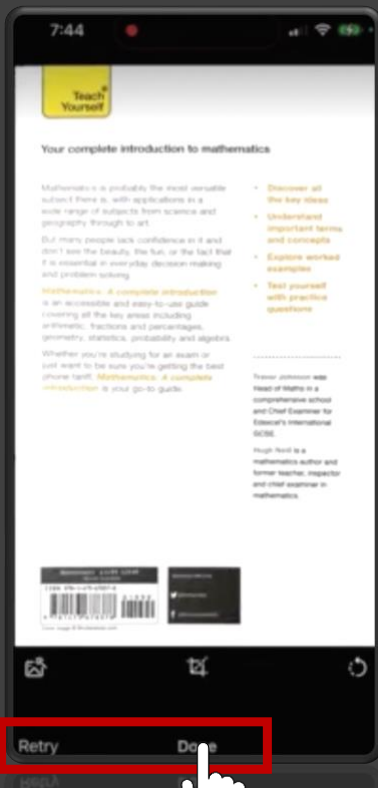 7:44
Teach
Yourself
Your complete introduction to mathematics
Mathematics is probably the most versatile
subject there is, with applications in a
wide range of subjects from science and
geography through to art.
But many people lack confidence in it and
don't see the beauty, the fun, or the fact that
it is essential in everyday decision making
and problem solving.
Mathematics: A complete introduction
is an accessible and easy-to-use guide
covering all the key areas including
arithmetic, fractions and percentages,
geometry, statistics, probability and algebra.
Whether you're studying for an exam or
just want to be sure you're getting the best
phone tariff, Mathematics: A complete
introduction is your go-to guide.
• Discover all
the key ideas
• Understand
important terms
and concepts
• Explore worked
examples
• Test yourself
with practice
questions
Trevor Johnson was
Head of Maths in a
comprehensive school
and Chief Examiner for
Edexcel's International
GCSE.
Hugh Neill is a
mathematics author and
former teacher, inspector
and chief examiner in
mathematics.
Retry
Done